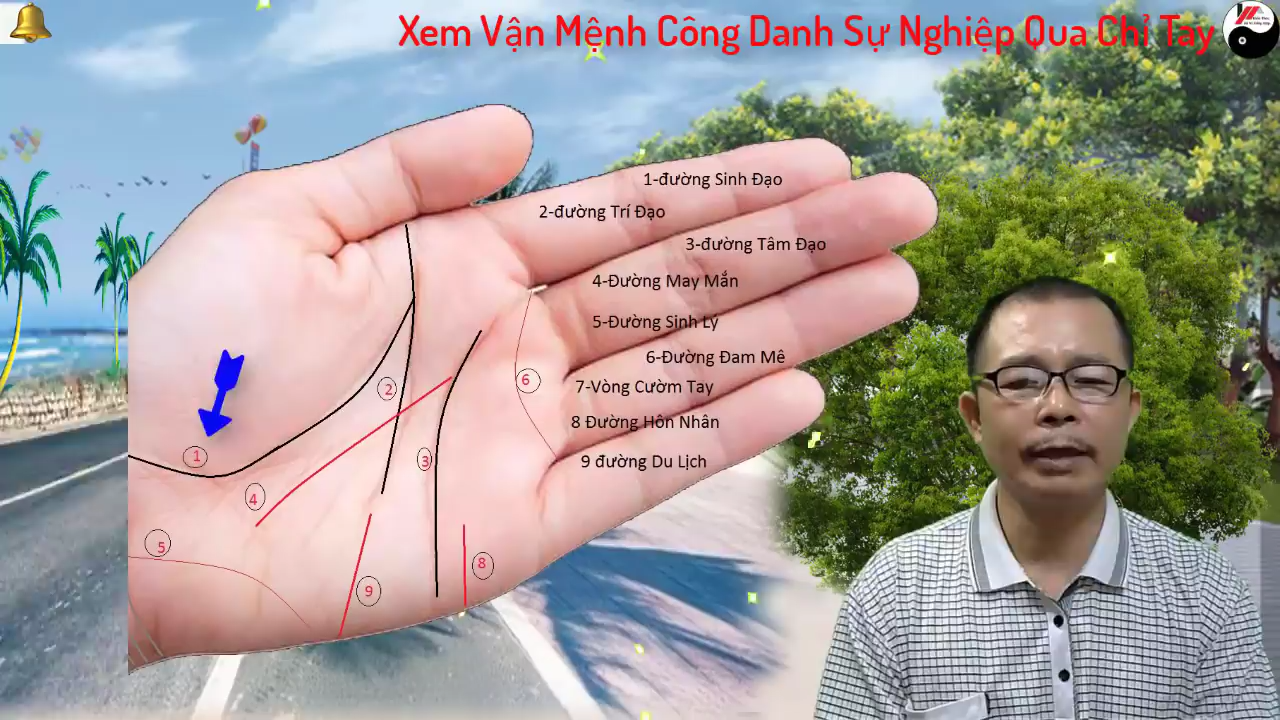 Xem Vận Mệnh Công Danh Sự Nghiệp Qua Chỉ Tay
1-đường Sinh Đạo
2-đường Trí Đạo
3-đường Tâm Đạo
4-Đường May Mắn
5-Đường Sinh Lý
6-Đường Đam Mê
7-Vòng Cườm Tay
8 Đường Hôn Nhân
9 đường Du Lịch
2
6
3
1
4
5
8
9